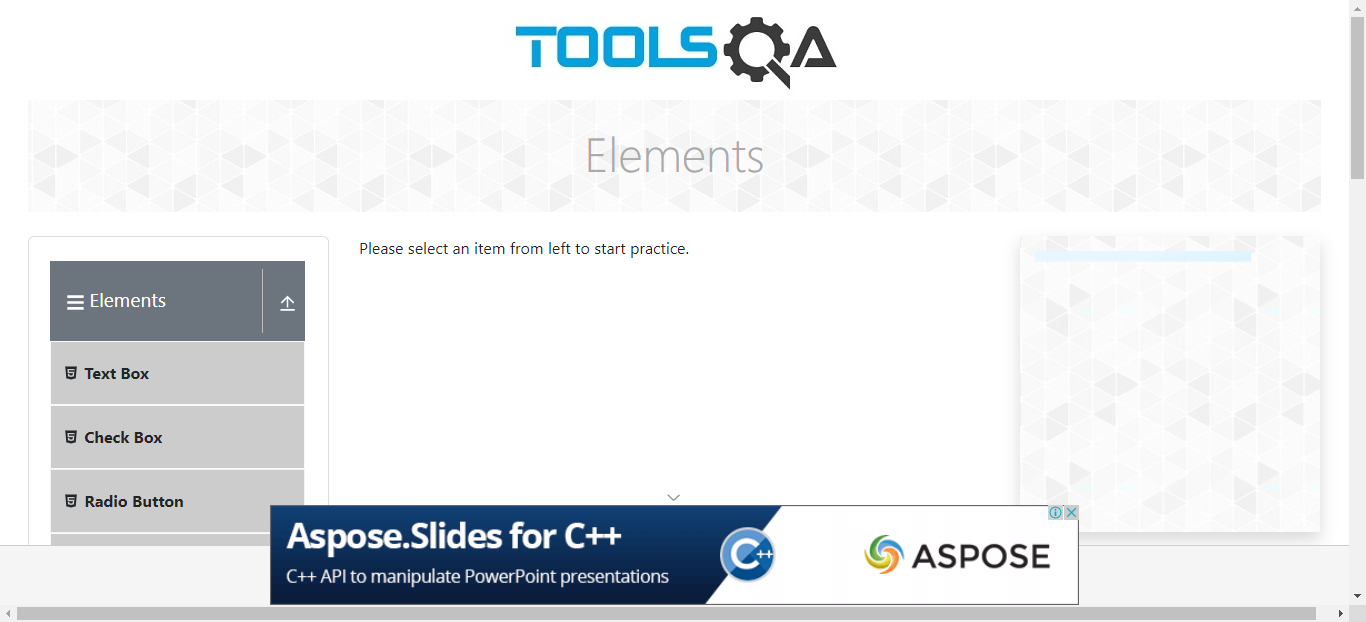 TOOLSQA
Elements
Please select an item from left to start practice.
Elements
Text Box
Check Box
Radio Button
Aspose.Slides for C++
C++ API to manipulate PowerPoint presentations
C++
ASPOSE